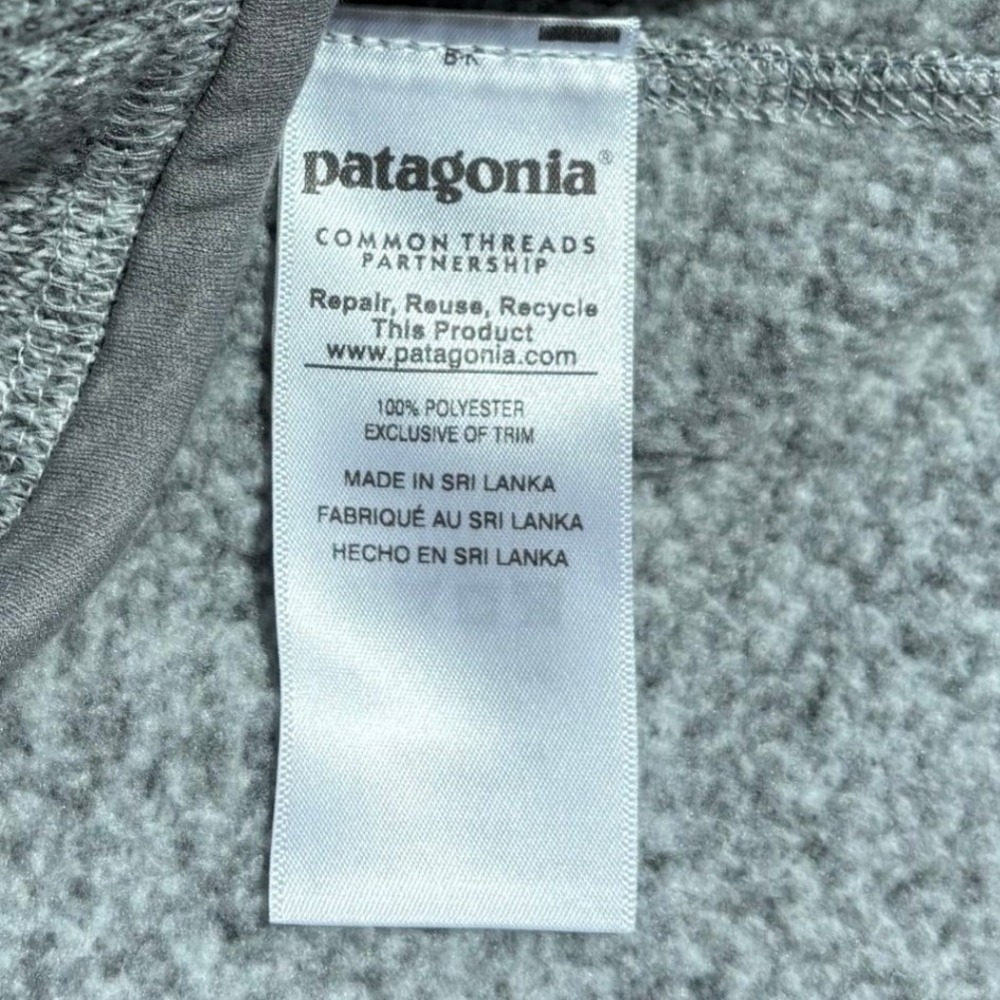 patagonia®
COMMON THREADS
PARTNERSHIP
Repair, Reuse, Recycle
This Product
www.patagonia.com
100% POLYESTER
EXCLUSIVE OF TRIM
MADE IN SRI LANKA
FABRIQUÉ AU SRI LANKA
HECHO EN SRI LANKA